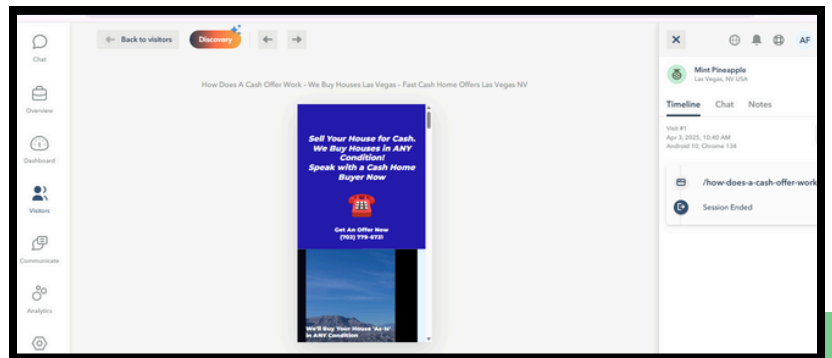 Chat
Overview
Dashboard
Visitors
Communicate
Analytics
Back to visitors
Discovery
How Does A Cash Offer Work - We Buy Houses Las Vegas - Fast Cash Home Offers Las Vegas NV
Sell Your House for Cash.
We Buy Houses in ANY
Condition!
Speak with a Cash Home
Buyer Now
Get An Offer Now
(702) 779-6731
We'll Buy Your House 'As-Is'
in ANY Condition
AF
Mint Pineapple
Las Vegas, NV USA
Timeline Chat Notes
Visit #1
Apr 3, 2025, 10:40 AM
Android 10, Chrome 134
/how-does-a-cash-offer-work
Session Ended